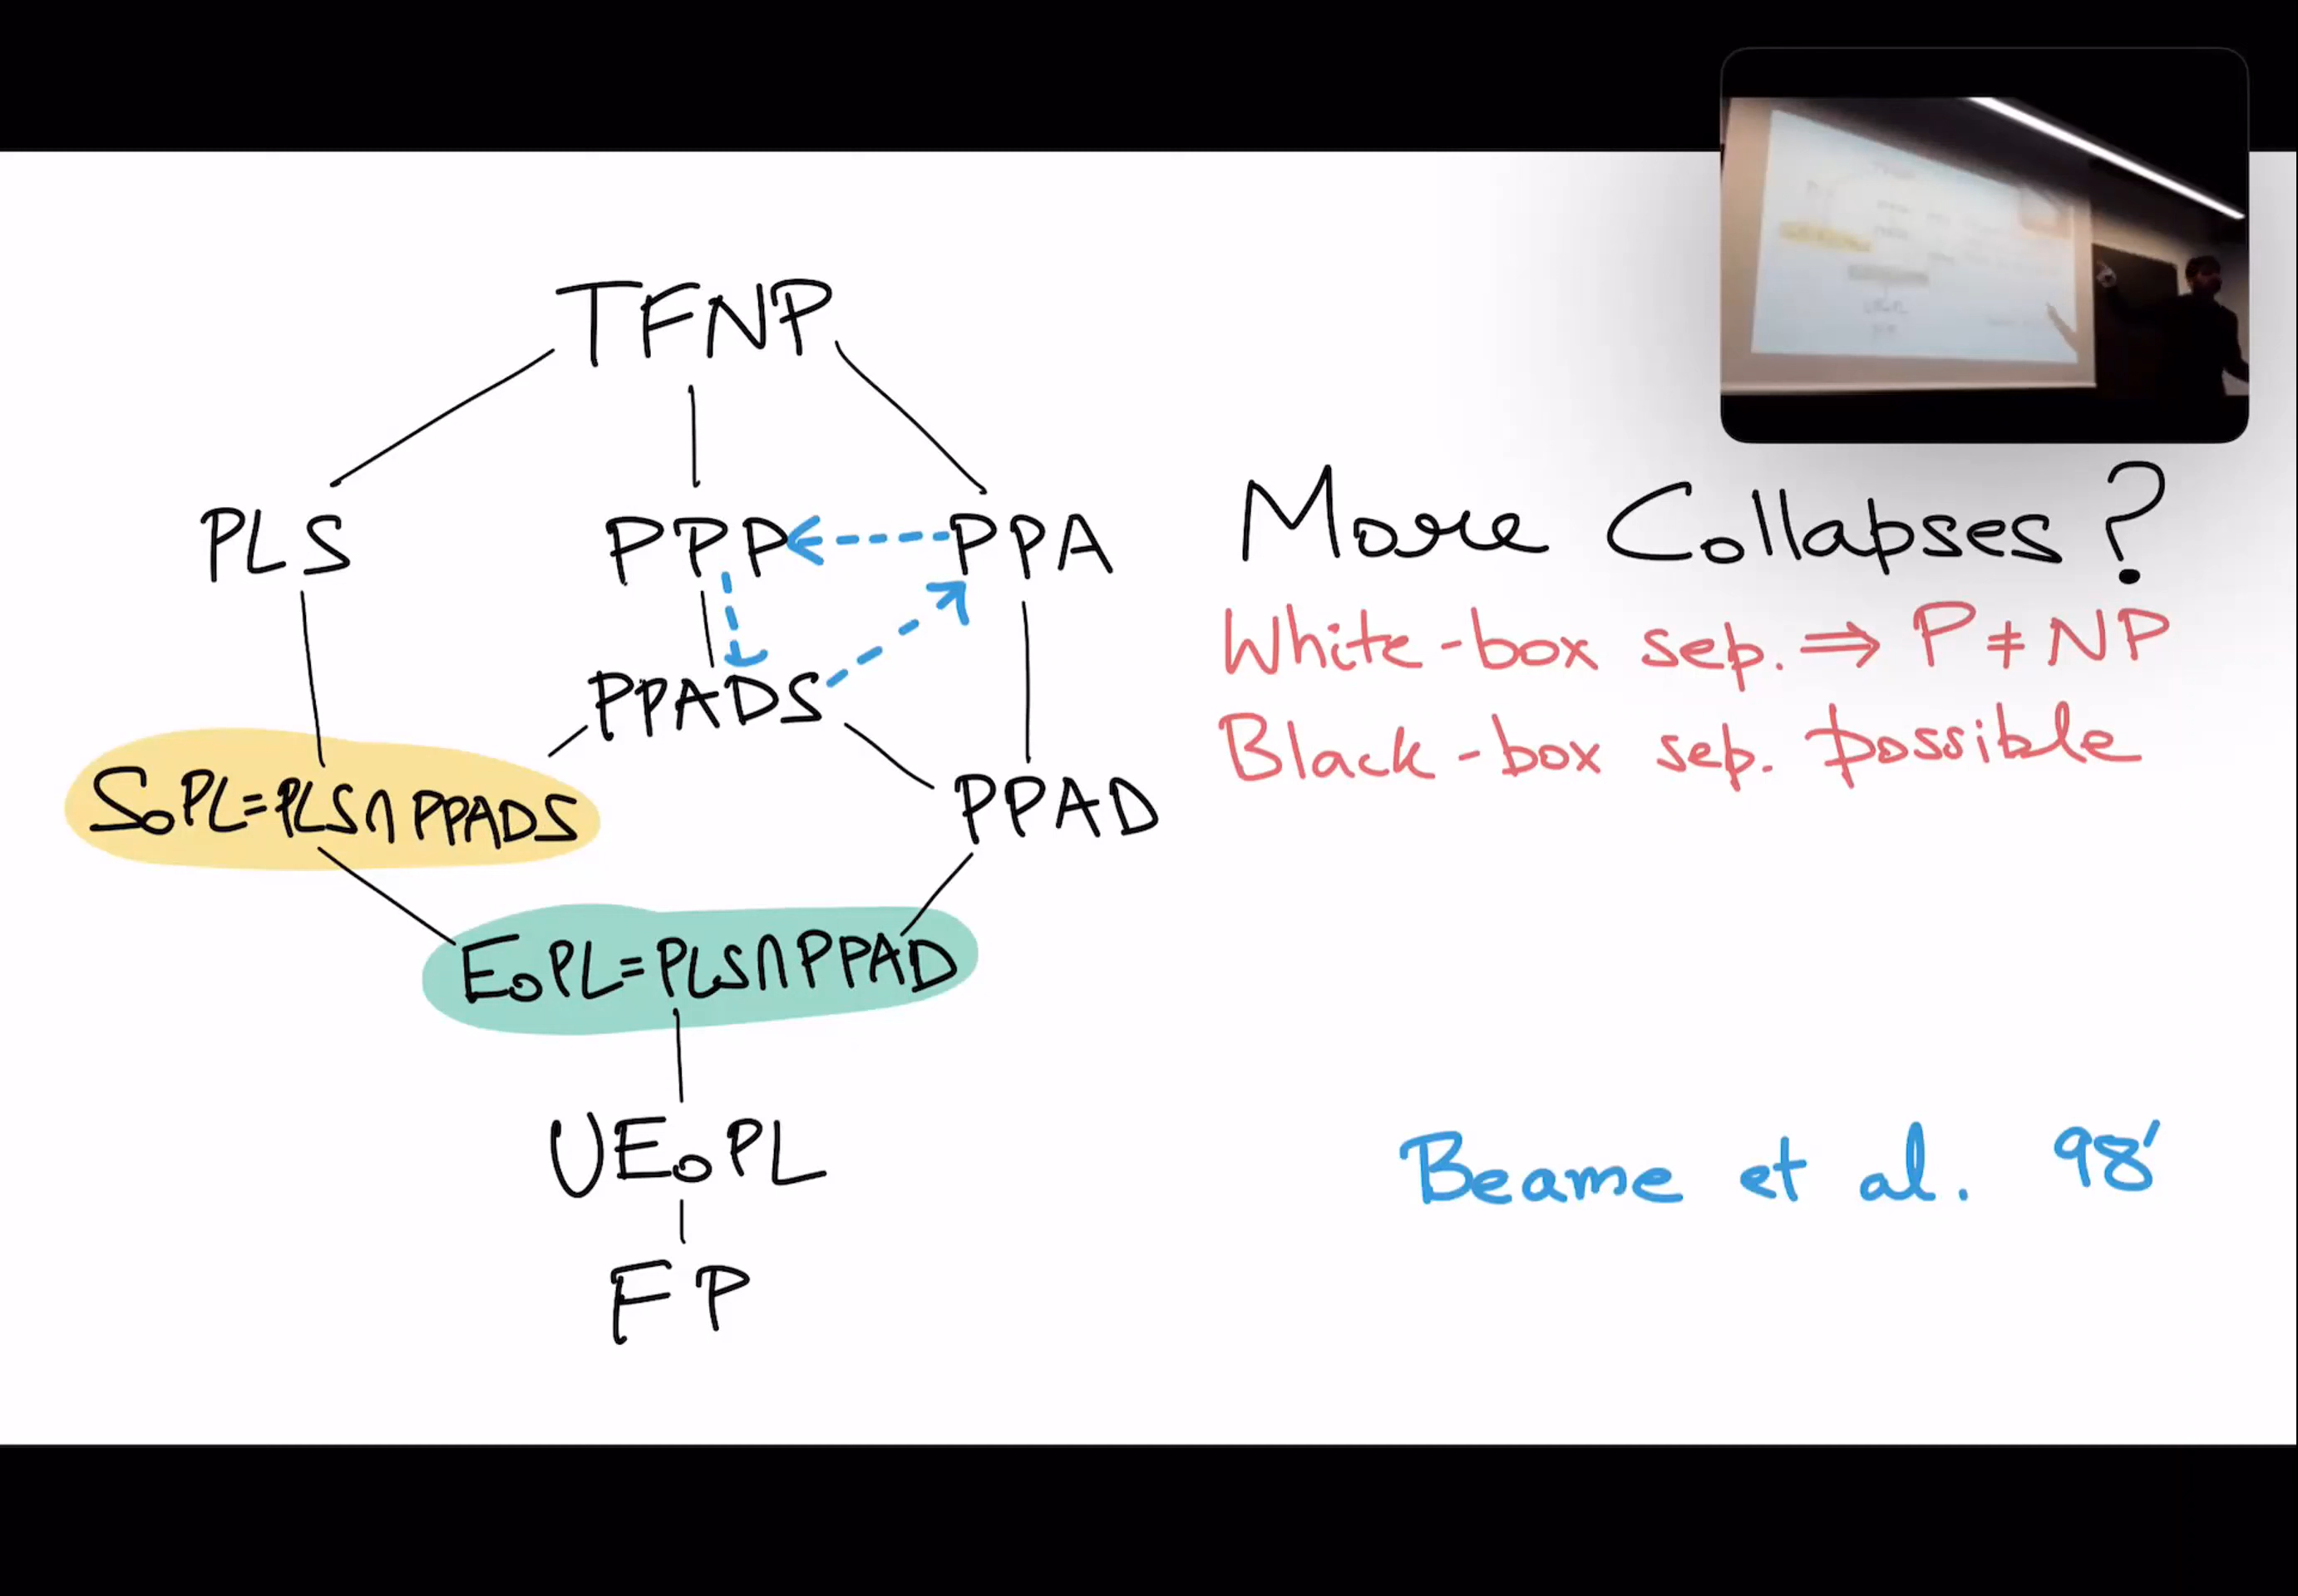 TFNP
PLS PPP PPA
More Collapses?
White-box sep. ⇒ P ≠ NP
Black-box sep. possible
PPADS
SoPL=PLS∩PPADS
PPAD
EoPL=PLS∩PPAD
UEoPL
FP
Beame et al. 98'